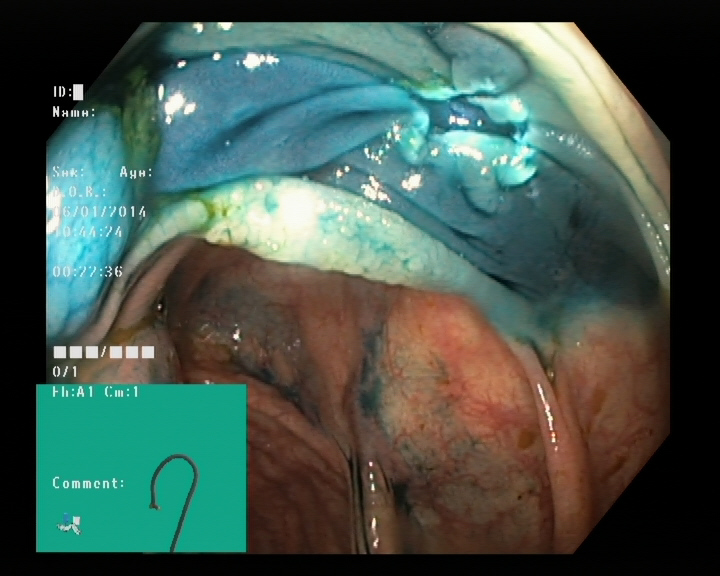 ID:
Name:
Sex: Age:
D.O.B.:
16/01/2014
10:44:24
00:22:36
■■■/■■■
0/1
Eh:A1 Cm:1
Comment: